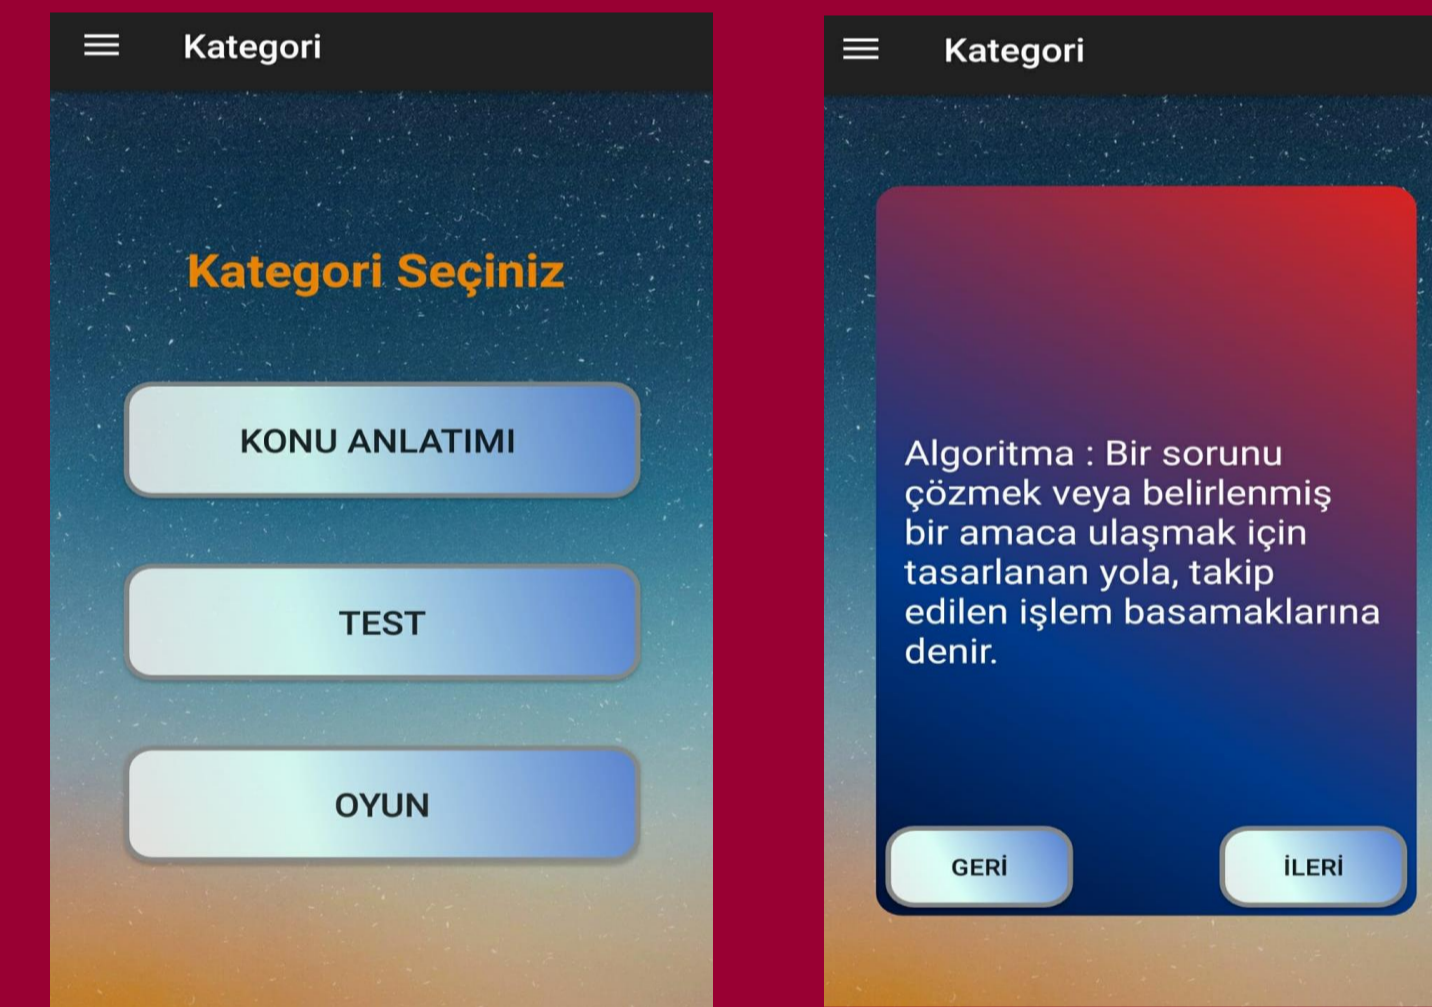 Kategori
Kategori Seçiniz
KONU ANLATIMI
TEST
OYUN
Kategori
Algoritma : Bir sorunu
çözmek veya belirlenmiş
bir amaca ulaşmak için
tasarlanan yola, takip
edilen işlem basamaklarına
denir.
GERİ
İLERİ